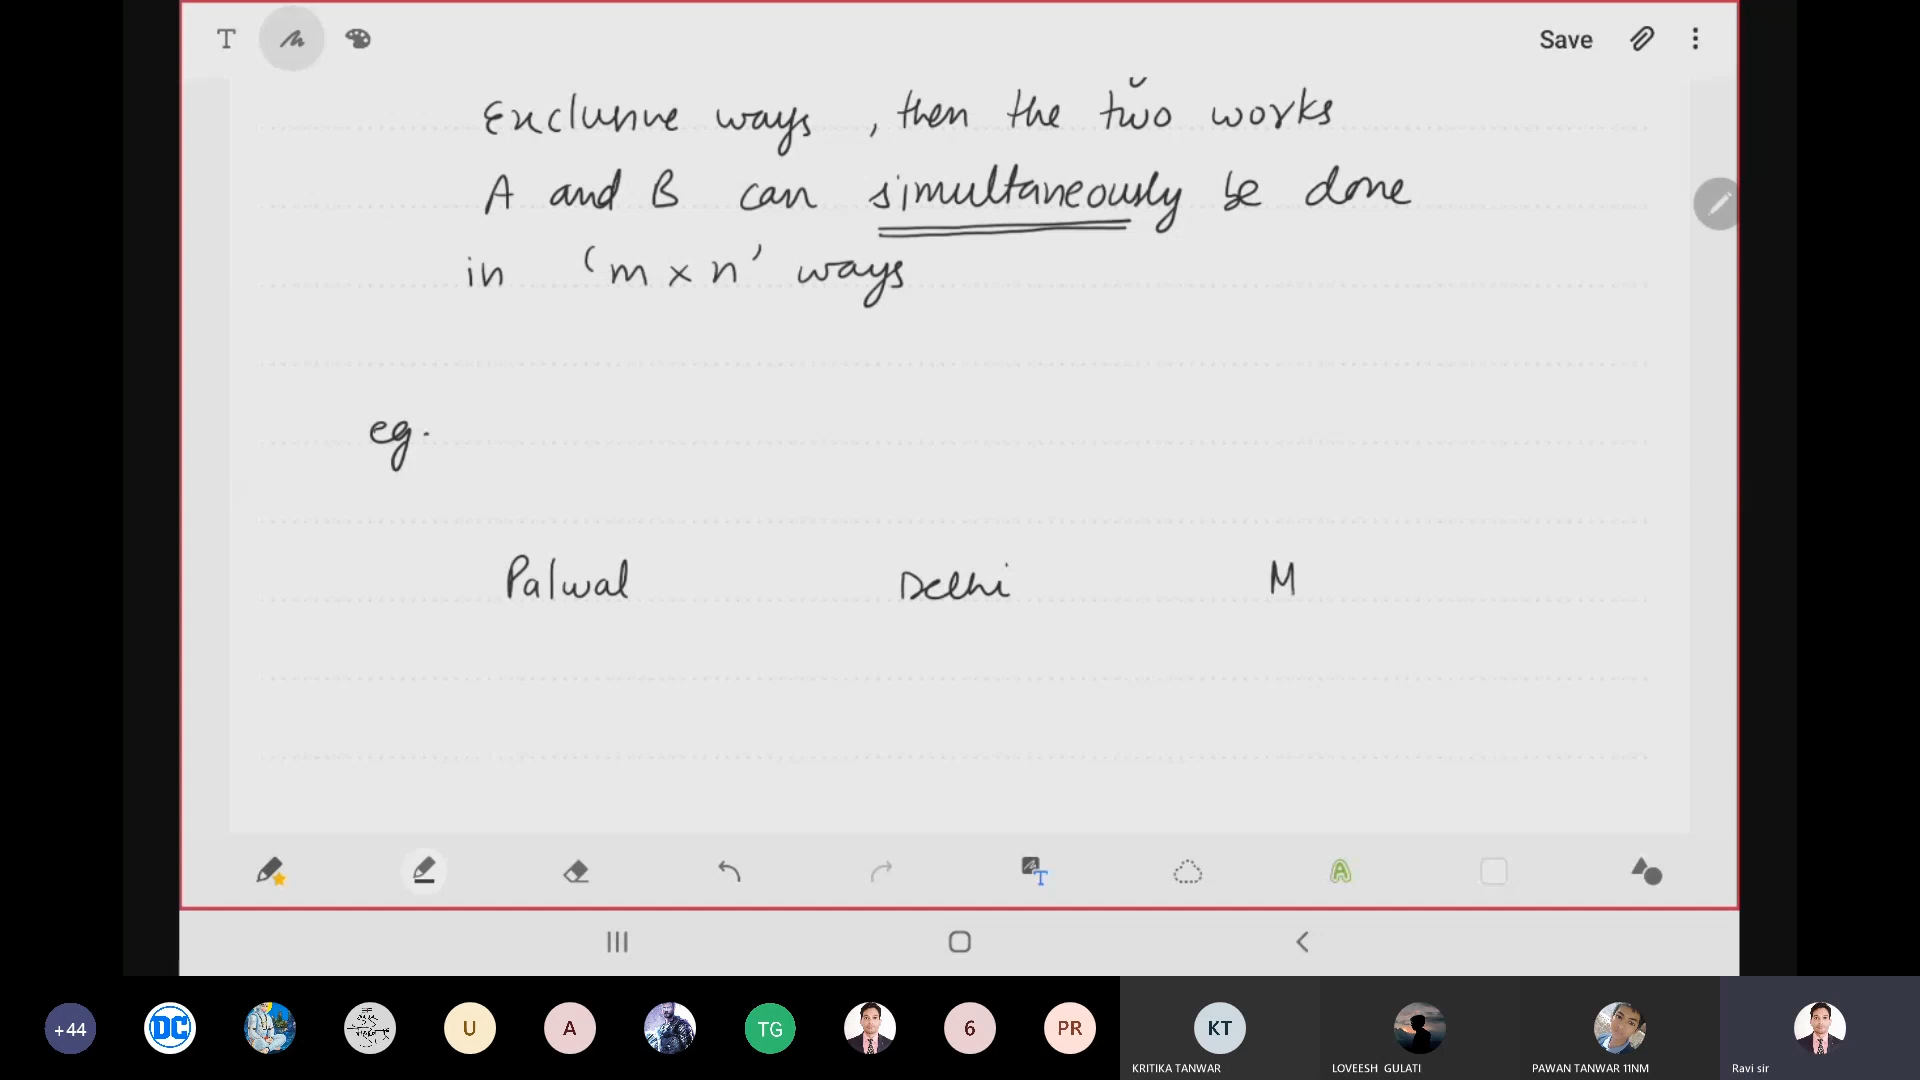 T Save
Exclusive ways , then the two works
A and B can simultaneously be done
in 'm x n' ways
eg.
Palwal Delhi M
T A
+44 DC U A TG 6 PR KT
KRITIKA TANWAR LOVEESH GULATI PAWAN TANWAR 11NM Ravi sir